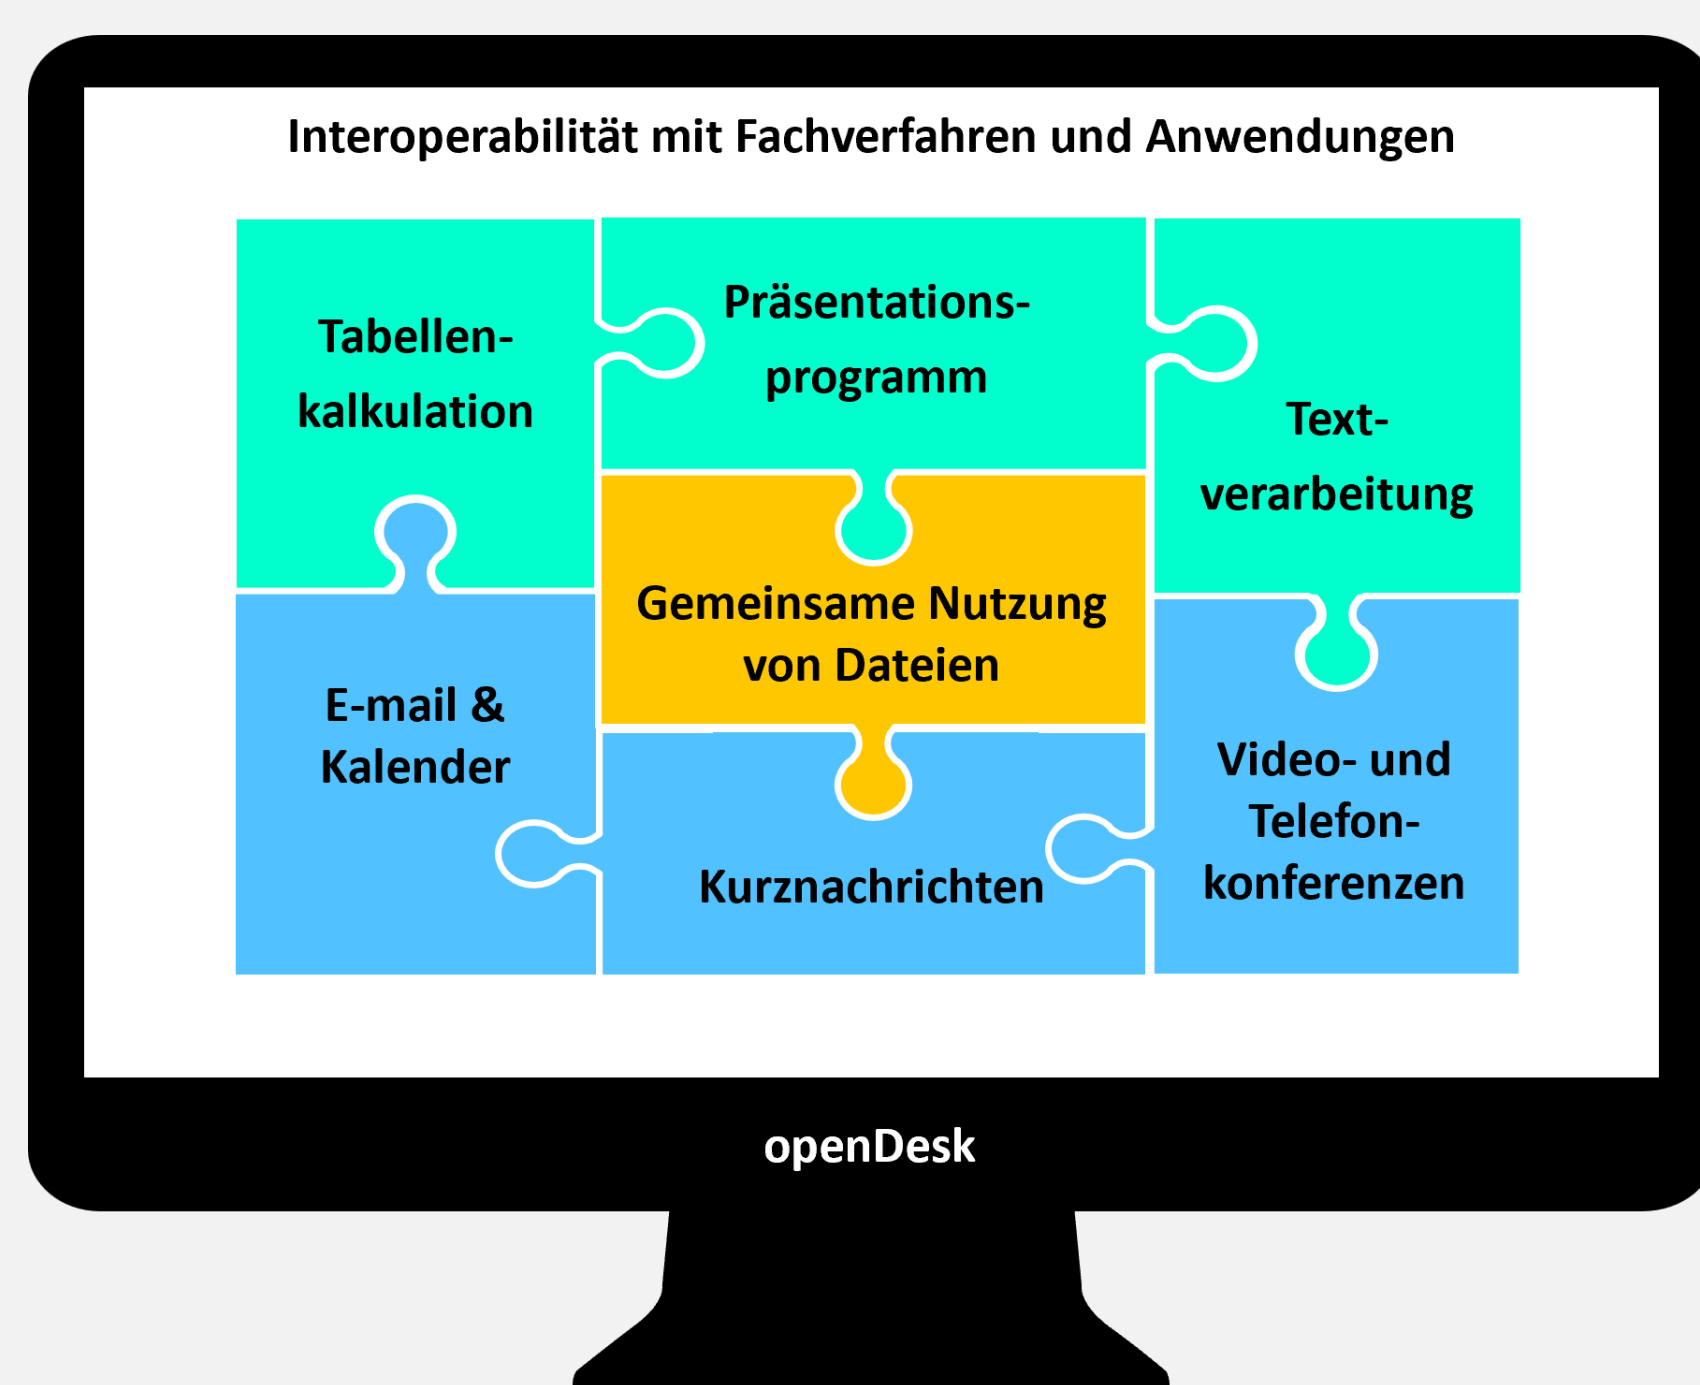 Interoperabilität mit Fachverfahren und Anwendungen
Tabellen-
kalkulation
Präsentations-
programm
Text-
verarbeitung
Gemeinsame Nutzung
von Dateien
E-mail &
Kalender
Kurznachrichten
Video- und
Telefon-
konferenzen
openDesk